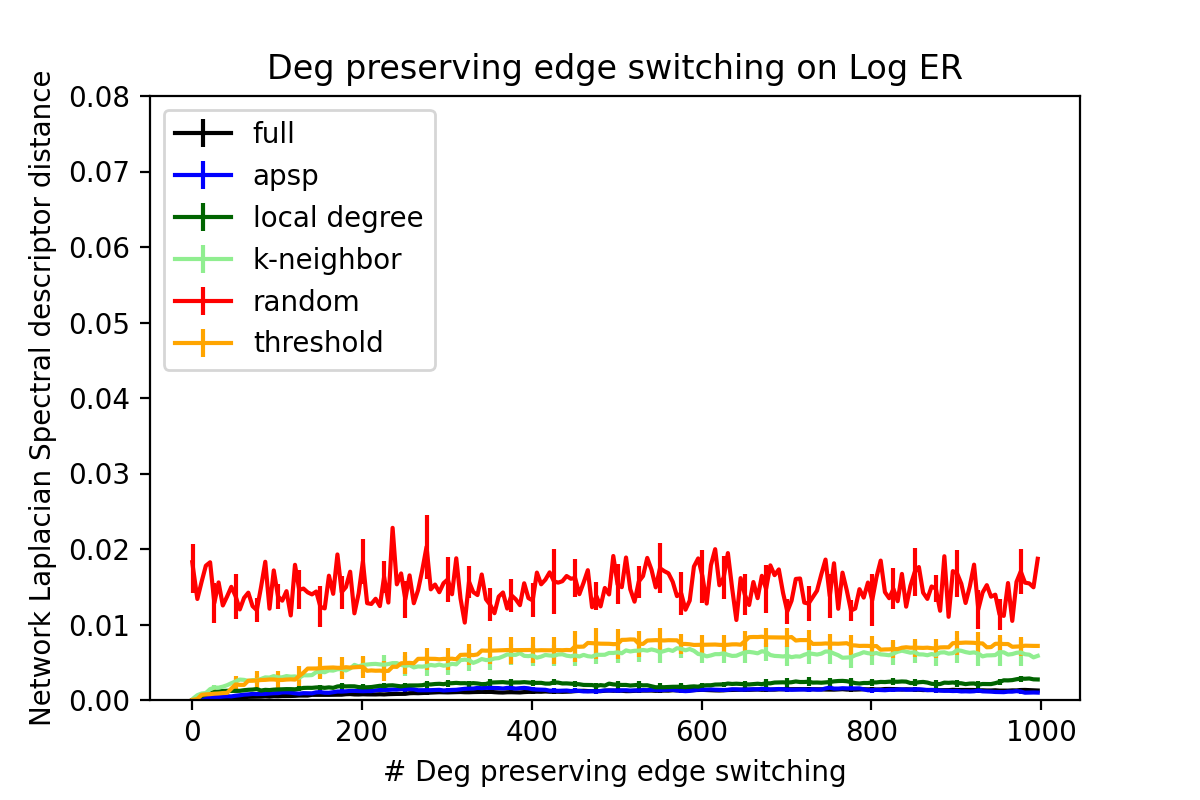 Deg preserving edge switching on Log ER
Network Laplacian Spectral descriptor distance
0.08
0.07
0.06
0.05
0.04
0.03
0.02
0.01
0.00
full
apsp
local degree
k-neighbor
random
threshold
0 200 400 600 800 1000
# Deg preserving edge switching